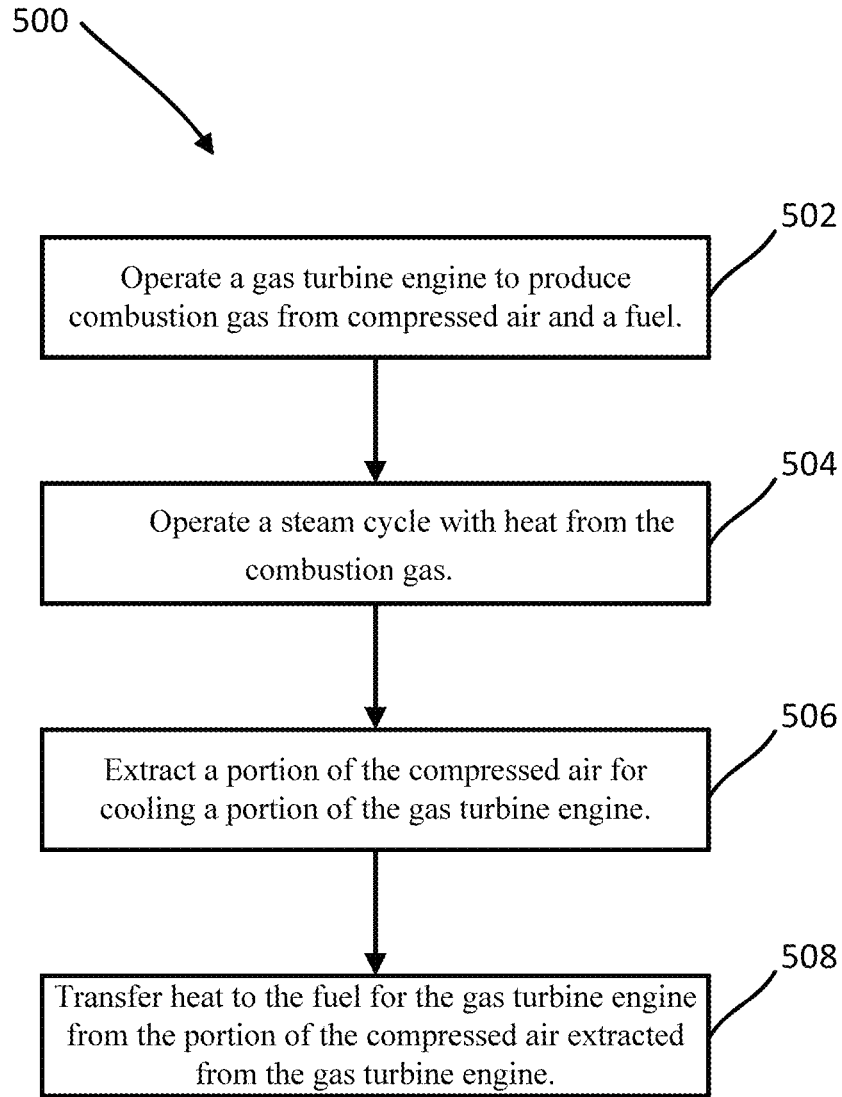 500
502
Operate a gas turbine engine to produce
combustion gas from compressed air and a fuel.
504
Operate a steam cycle with heat from the
combustion gas.
506
Extract a portion of the compressed air for
cooling a portion of the gas turbine engine.
508
Transfer heat to the fuel for the gas turbine engine
from the portion of the compressed air extracted
from the gas turbine engine.